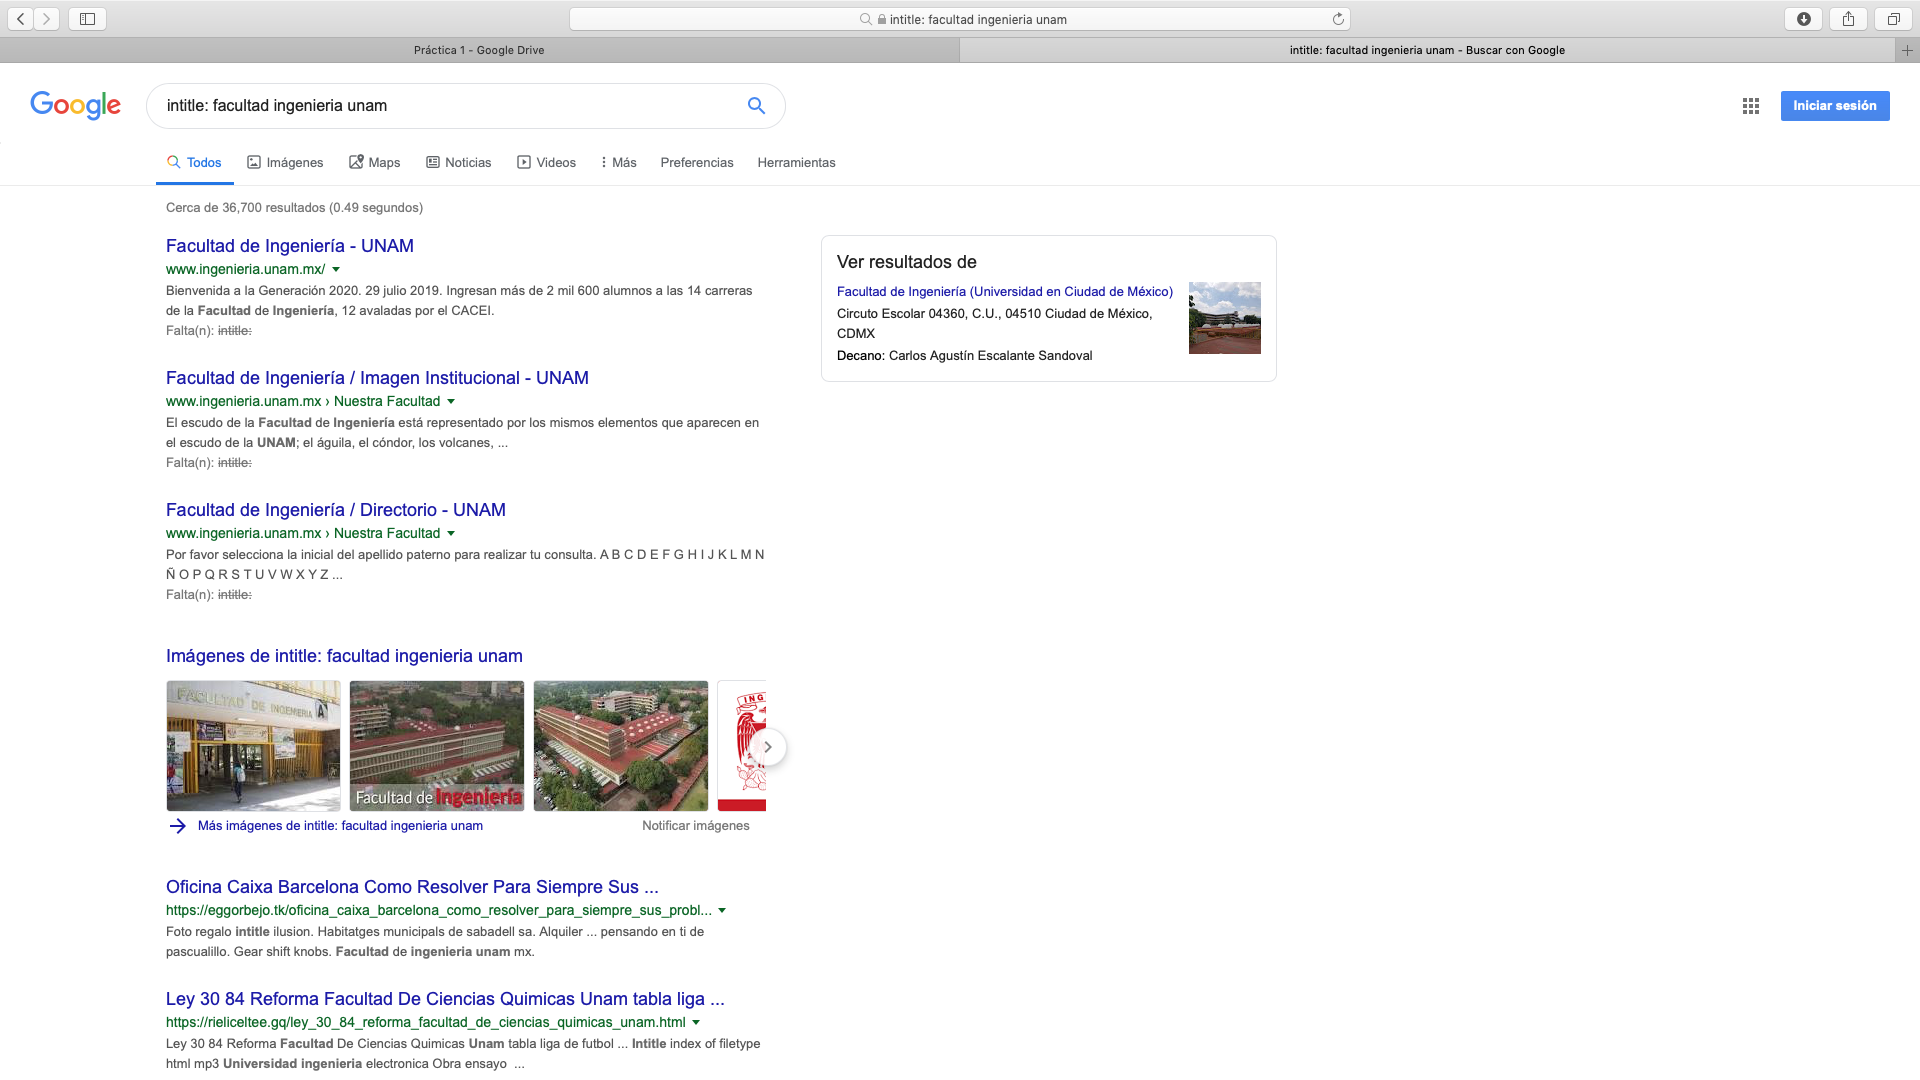 intitle: facultad ingenieria unam
Práctica 1 - Google Drive
intitle: facultad ingenieria unam - Buscar con Google
Google
intitle: facultad ingenieria unam
Iniciar sesión
Todos
Imágenes
Maps
Noticias
Videos
Más
Preferencias
Herramientas
Cerca de 36,700 resultados (0.49 segundos)
Facultad de Ingeniería - UNAM
www.ingenieria.unam.mx/
Bienvenida a la Generación 2020. 29 julio 2019. Ingresan más de 2 mil 600 alumnos a las 14 carreras
de la Facultad de Ingeniería, 12 avaladas por el CACEI.
Falta(n): intitle:
Facultad de Ingeniería / Imagen Institucional - UNAM
www.ingenieria.unam.mx › Nuestra Facultad
El escudo de la Facultad de Ingeniería está representado por los mismos elementos que aparecen en
el escudo de la UNAM; el águila, el cóndor, los volcanes, ...
Falta(n): intitle:
Facultad de Ingeniería / Directorio - UNAM
www.ingenieria.unam.mx › Nuestra Facultad
Por favor selecciona la inicial del apellido paterno para realizar tu consulta. A B C D E F G H I J K L M N
Ñ O P Q R S T U V W X Y Z ...
Falta(n): intitle:
Imágenes de intitle: facultad ingenieria unam
FACULTAD DE INGENIERIA A
Facultad de Ingeniería
ING
Más imágenes de intitle: facultad ingenieria unam
Notificar imágenes
Oficina Caixa Barcelona Como Resolver Para Siempre Sus ...
https://eggorbejo.tk/oficina_caixa_barcelona_como_resolver_para_siempre_sus_probl...
Foto regalo intitle ilusion. Habitatges municipals de sabadell sa. Alquiler ... pensando en ti de
pascualillo. Gear shift knobs. Facultad de ingenieria unam mx.
Ley 30 84 Reforma Facultad De Ciencias Quimicas Unam tabla liga ...
https://rieliceltee.gq/ley_30_84_reforma_facultad_de_ciencias_quimicas_unam.html
Ley 30 84 Reforma Facultad De Ciencias Quimicas Unam tabla liga de futbol ... Intitle index of filetype
html mp3 Universidad ingenieria electronica Obra ensayo ...
Ver resultados de
Facultad de Ingeniería (Universidad en Ciudad de México)
Circuto Escolar 04360, C.U., 04510 Ciudad de México,
CDMX
Decano: Carlos Agustín Escalante Sandoval